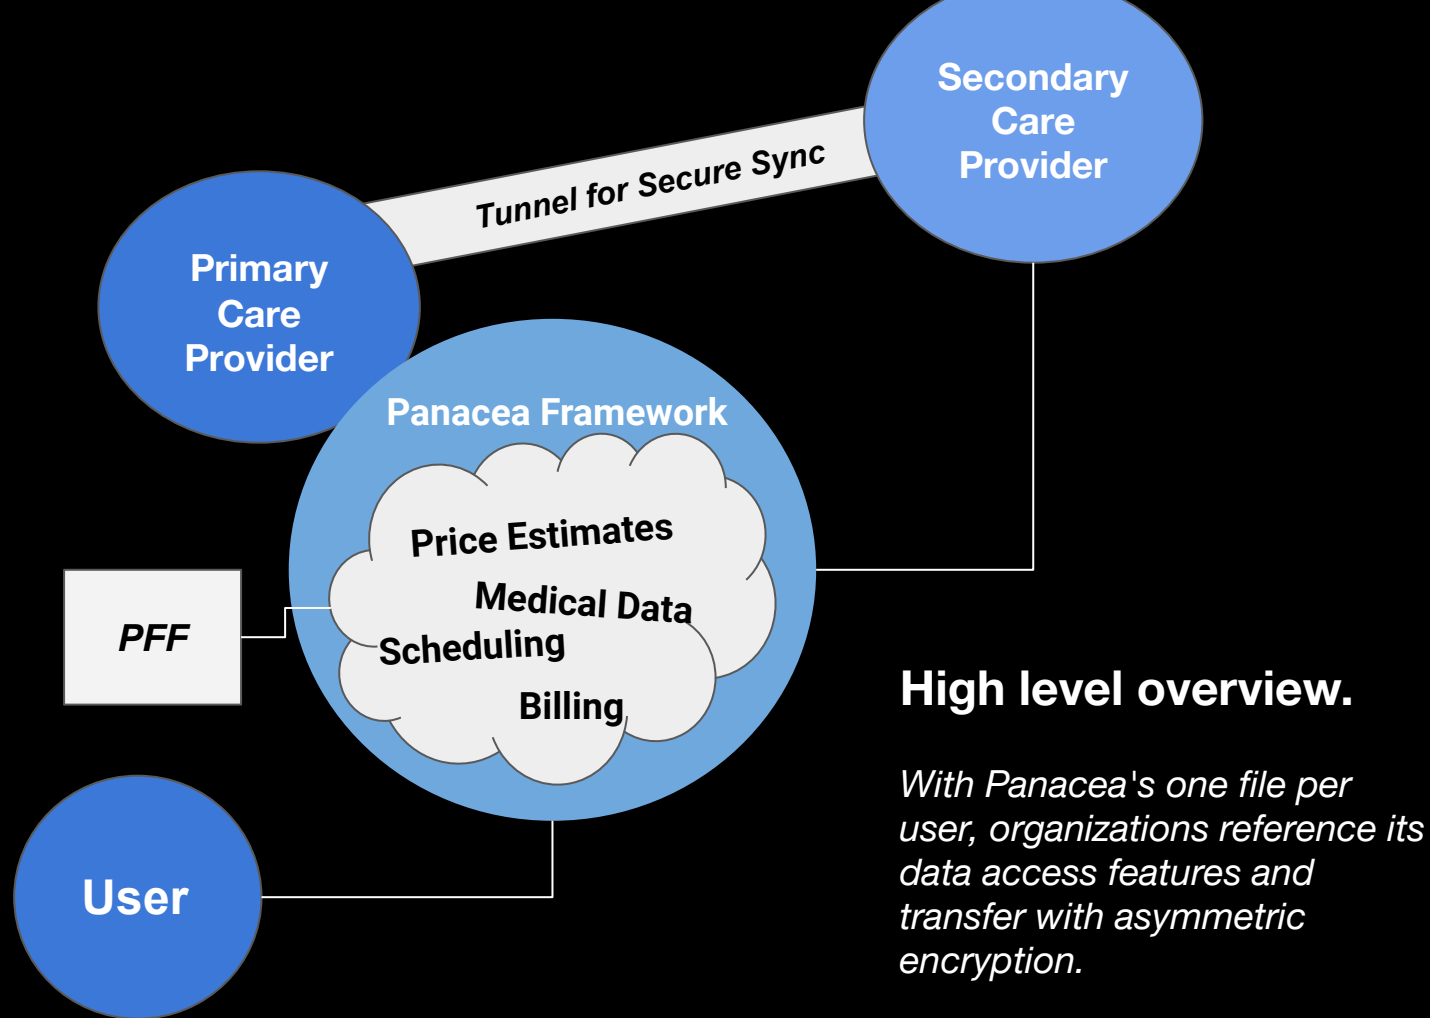 Secondary
Care
Provider
Tunnel for Secure Sync
Primary
Care
Provider
Panacea Framework
Price Estimates
Medical Data
Scheduling
Billing
PFF
User
High level overview.
With Panacea's one file per
user, organizations reference its
data access features and
transfer with asymmetric
encryption.